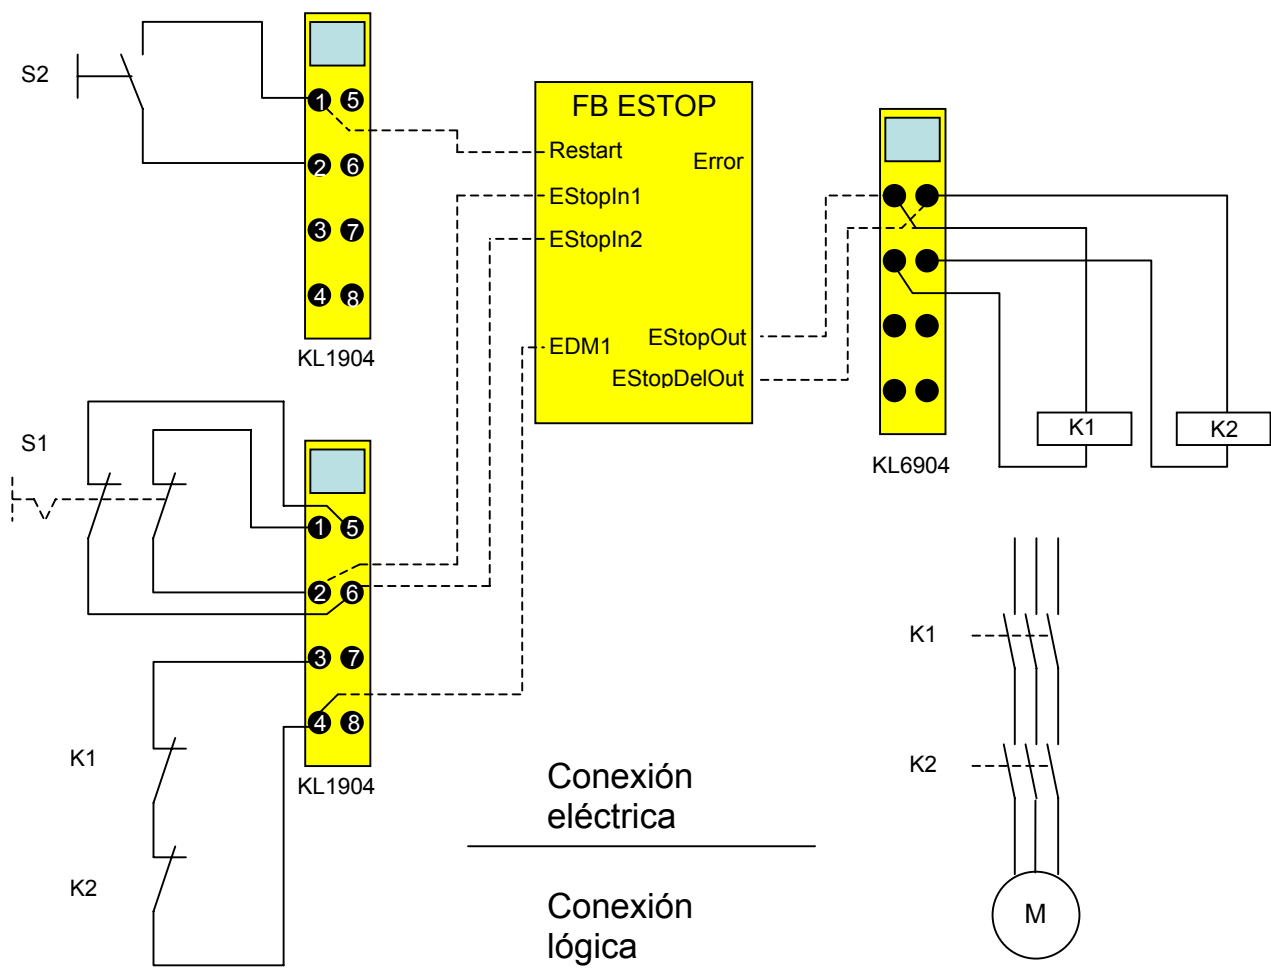 S2
1 5
2 6
3 7
4 8
KL1904
FB ESTOP
Restart
Error
EStopIn1
EStopIn2
EDM1
EStopOut
EStopDelOut
KL6904
K1
K2
S1
1 5
2 6
3 7
4 8
KL1904
K1
K2
K1
K2
M
Conexión
eléctrica
Conexión
lógica